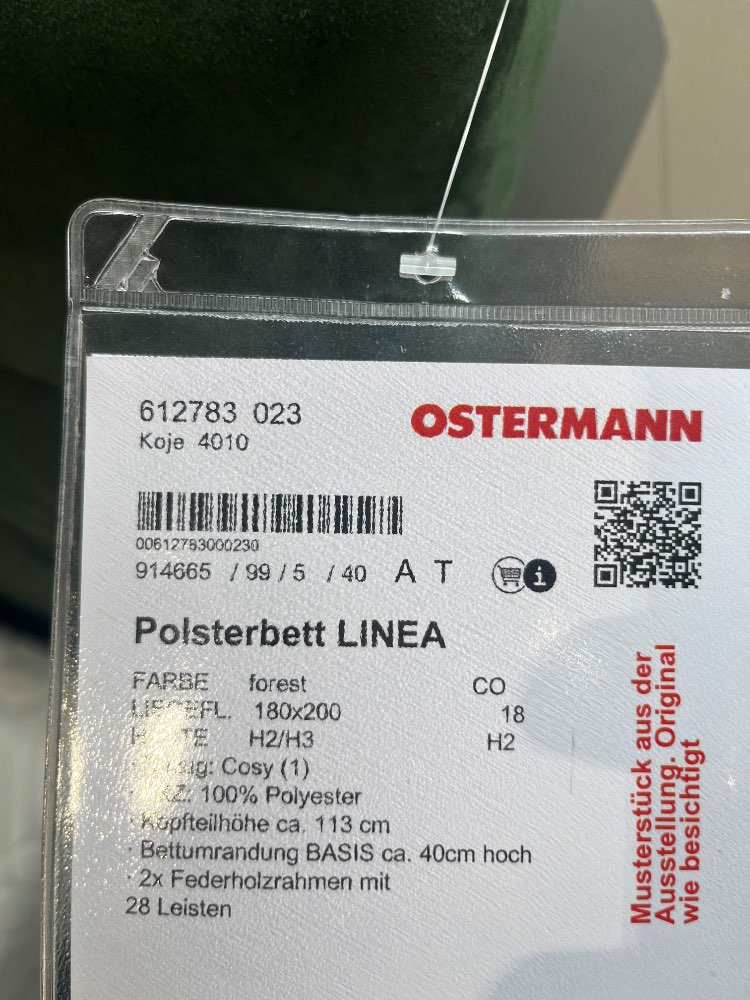 612783 023
OSTERMANN
Koje 4010
00612783000230
914665 / 99 / 5 / 40 A T
i
Polsterbett LINEA
FARBE forest CO
LIEGEFL. 180x200 18
H2/H3 H2
Cosy (1)
100% Polyester
· Kopfteilhöhe ca. 113 cm
· Bettumrandung BASIS ca. 40cm hoch
· 2x Federholzrahmen mit
28 Leisten
Musterstück aus der
Ausstellung. Original
wie besichtigt